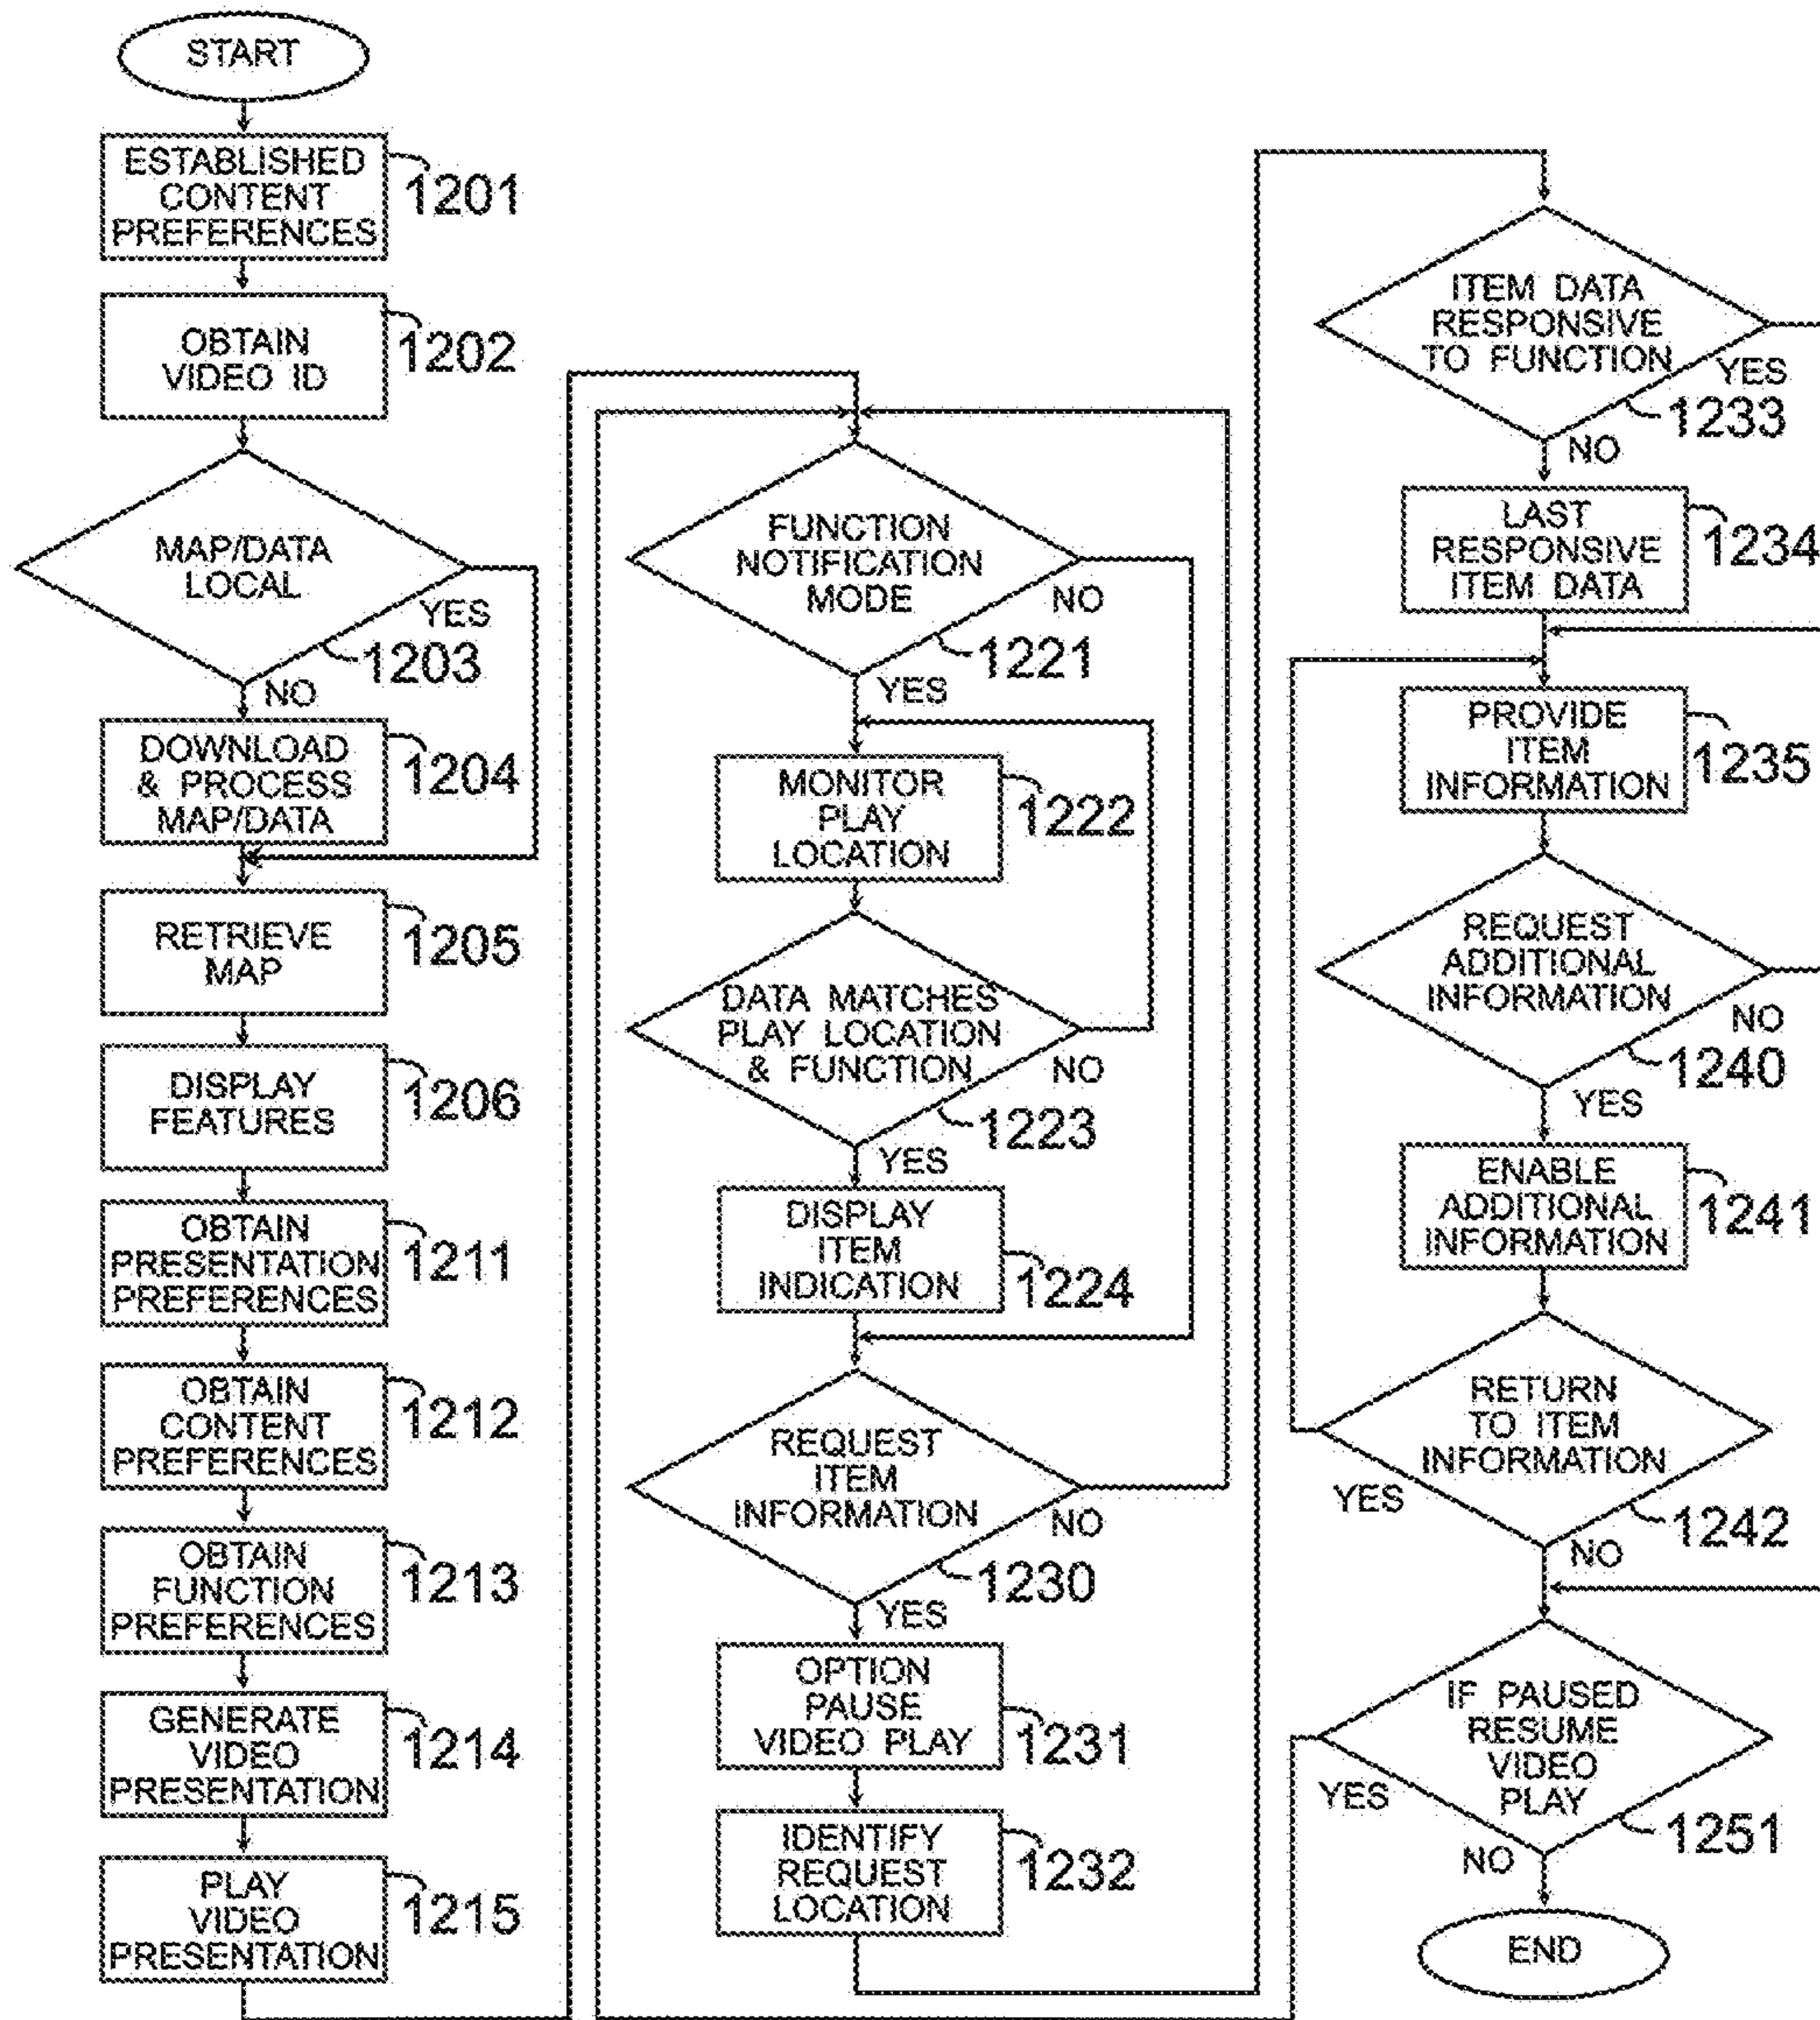 START
ESTABLISHED
CONTENT
PREFERENCES
1201
OBTAIN
VIDEO ID
1202
MAP/DATA
LOCAL
YES
1203
NO
DOWNLOAD
& PROCESS
MAP/DATA
1204
RETRIEVE
MAP
1205
DISPLAY
FEATURES
1206
OBTAIN
PRESENTATION
PREFERENCES
1211
OBTAIN
CONTENT
PREFERENCES
1212
OBTAIN
FUNCTION
PREFERENCES
1213
GENERATE
VIDEO
PRESENTATION
1214
PLAY
VIDEO
PRESENTATION
1215
FUNCTION
NOTIFICATION
MODE
NO
1221
YES
MONITOR
PLAY
LOCATION
1222
DATA MATCHES
PLAY LOCATION
& FUNCTION
NO
1223
YES
DISPLAY
ITEM
INDICATION
1224
REQUEST
ITEM
INFORMATION
NO
1230
YES
OPTION
PAUSE
VIDEO PLAY
1231
IDENTIFY
REQUEST
LOCATION
1232
ITEM DATA
RESPONSIVE
TO FUNCTION
YES
1233
NO
LAST
RESPONSIVE
ITEM DATA
1234
PROVIDE
ITEM
INFORMATION
1235
REQUEST
ADDITIONAL
INFORMATION
NO
1240
YES
ENABLE
ADDITIONAL
INFORMATION
1241
RETURN
TO ITEM
INFORMATION
YES
1242
NO
IF PAUSED
RESUME
VIDEO
PLAY
YES
1251
NO
END